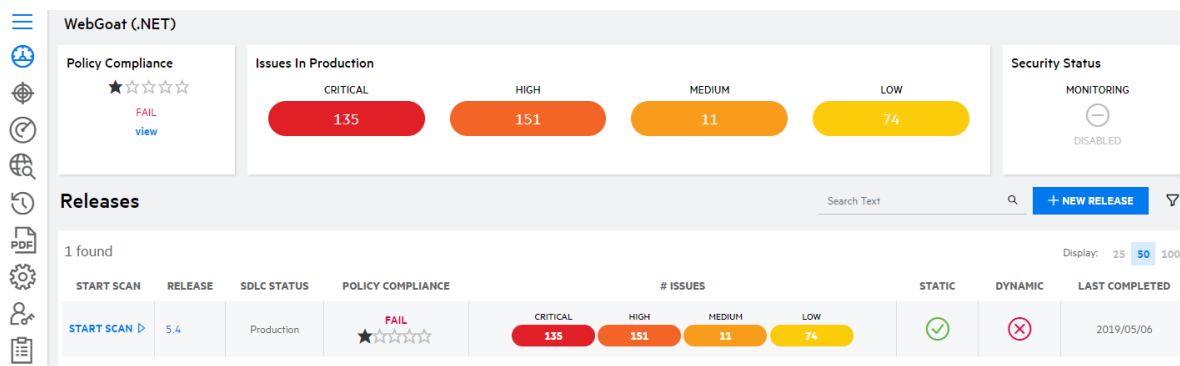 WebGoat (.NET)
Policy Compliance
FAIL
view
Issues In Production
CRITICAL HIGH MEDIUM LOW
135 151 11 74
Security Status
MONITORING
DISABLED
PDF
Releases
Search Text
+ NEW RELEASE
1 found
Display: 25 50 100
START SCAN RELEASE SDLC STATUS POLICY COMPLIANCE # ISSUES STATIC DYNAMIC LAST COMPLETED
CRITICAL HIGH MEDIUM LOW
START SCAN 5.4 Production FAIL 135 151 11 74 2019/05/06